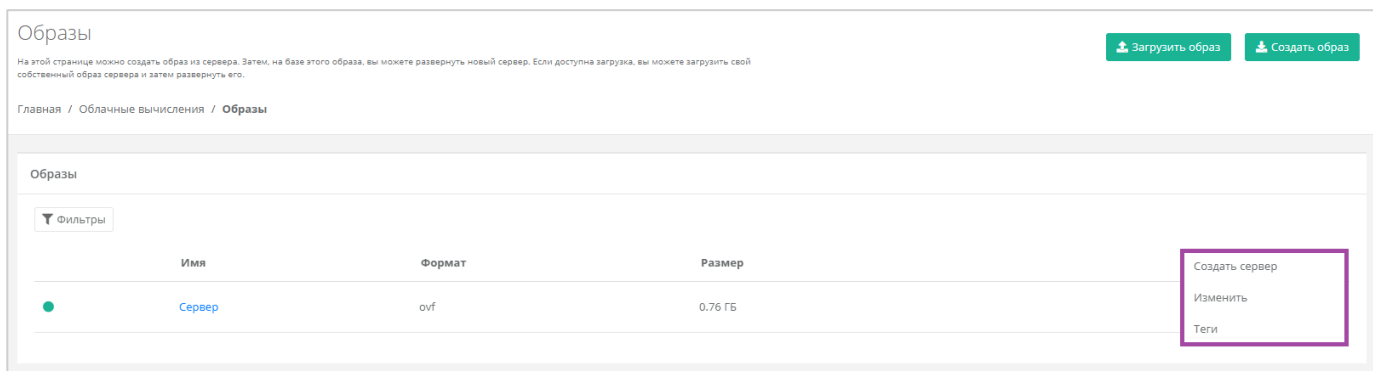 Образы
Загрузить образ
Создать образ
На этой странице можно создать образ из сервера. Затем, на базе этого образа, вы можете развернуть новый сервер. Если доступна загрузка, вы можете загрузить свой
собственный образ сервера и затем развернуть его.
Главная / Облачные вычисления / Образы
Образы
Фильтры
Имя Формат Размер
Создать сервер
Сервер ovf 0.76 ГБ
Изменить
Теги